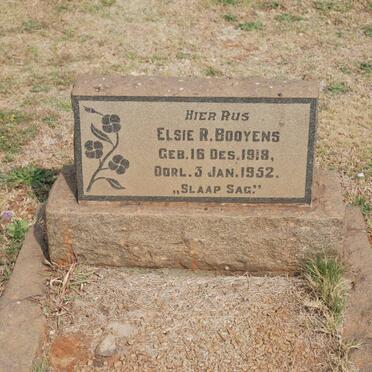 HIER RUS
ELSIE R. BOOYENS
GEB. 16 DES. 1918,
OORL. 3 JAN. 1952.
„SLAAP SAG."